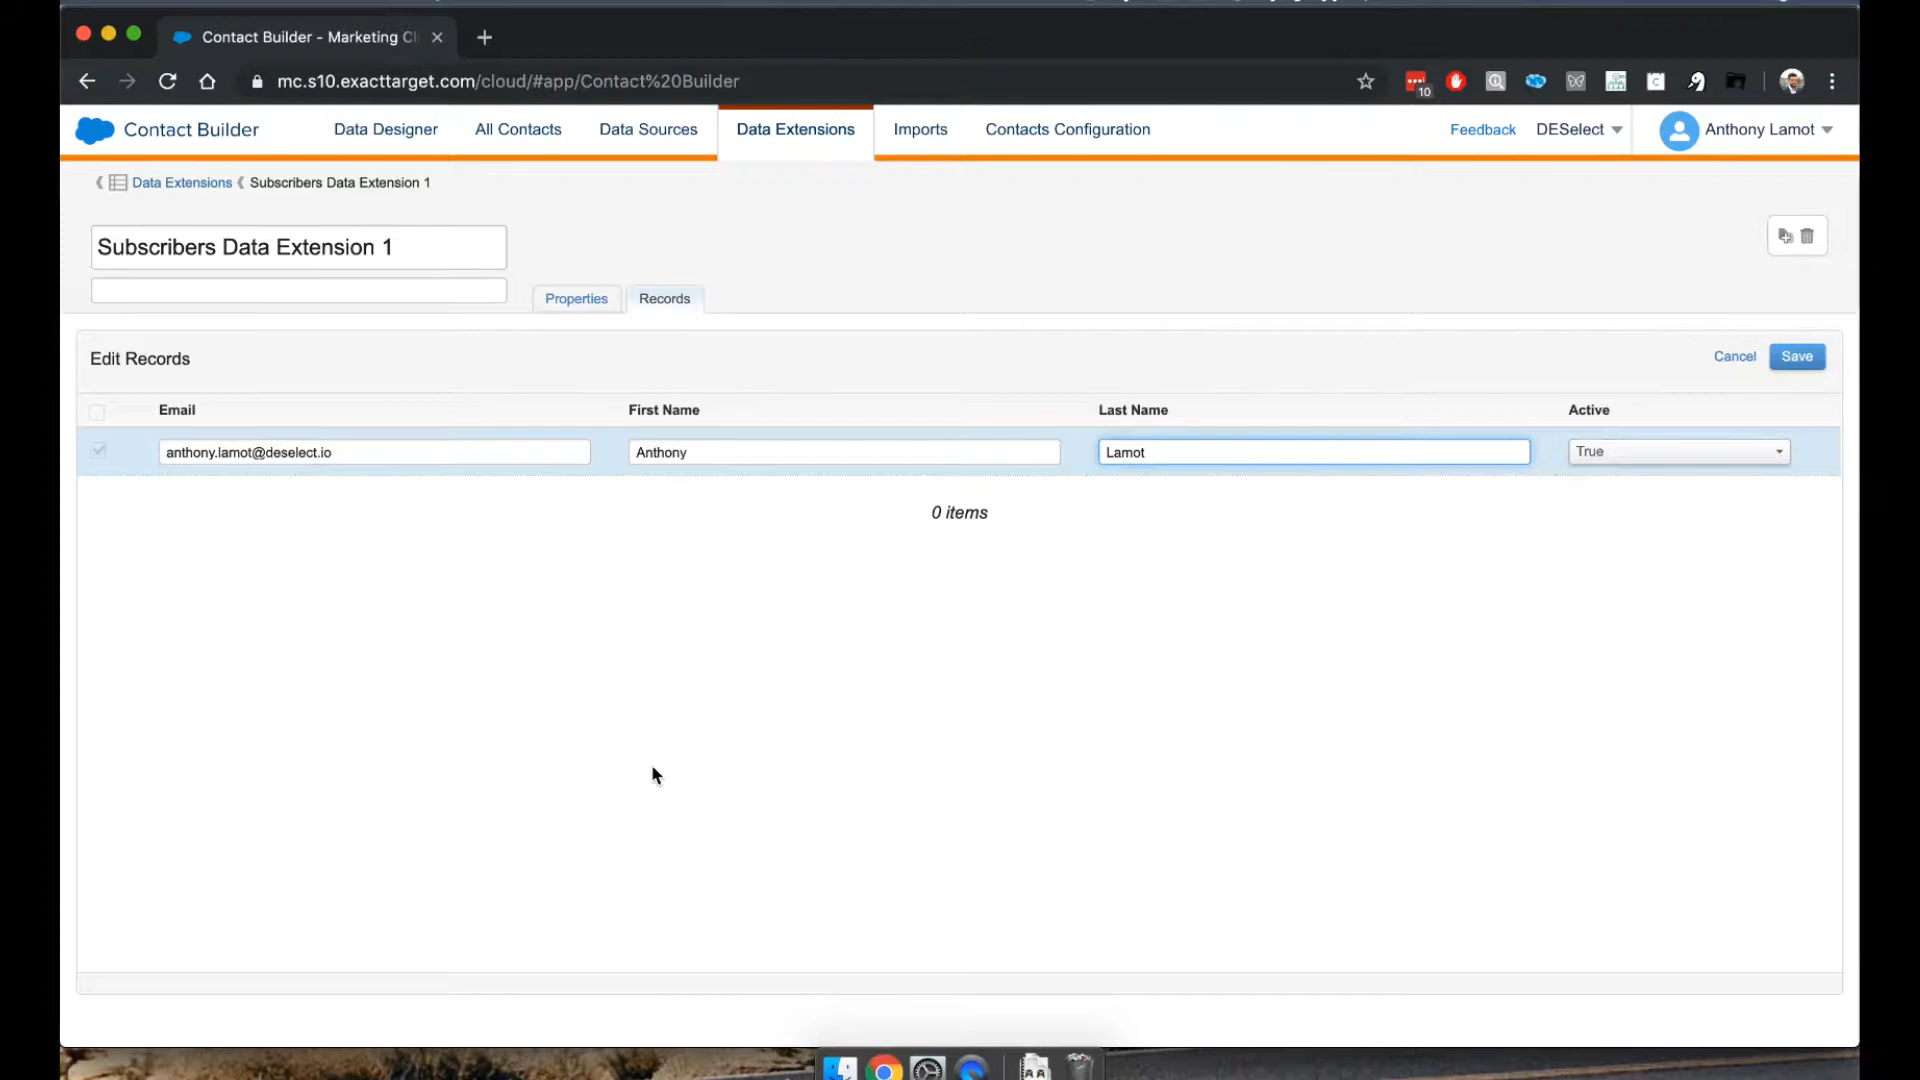 Contact Builder - Marketing Cl
mc.s10.exacttarget.com/cloud/#app/Contact%20Builder
10
Contact Builder
Data Designer
All Contacts
Data Sources
Data Extensions
Imports
Contacts Configuration
Feedback
DESelect
Anthony Lamot
Data Extensions
Subscribers Data Extension 1
Subscribers Data Extension 1
Properties
Records
Edit Records
Cancel
Save
Email
First Name
Last Name
Active
anthony.lamot@deselect.io
Anthony
Lamot
True
0 items